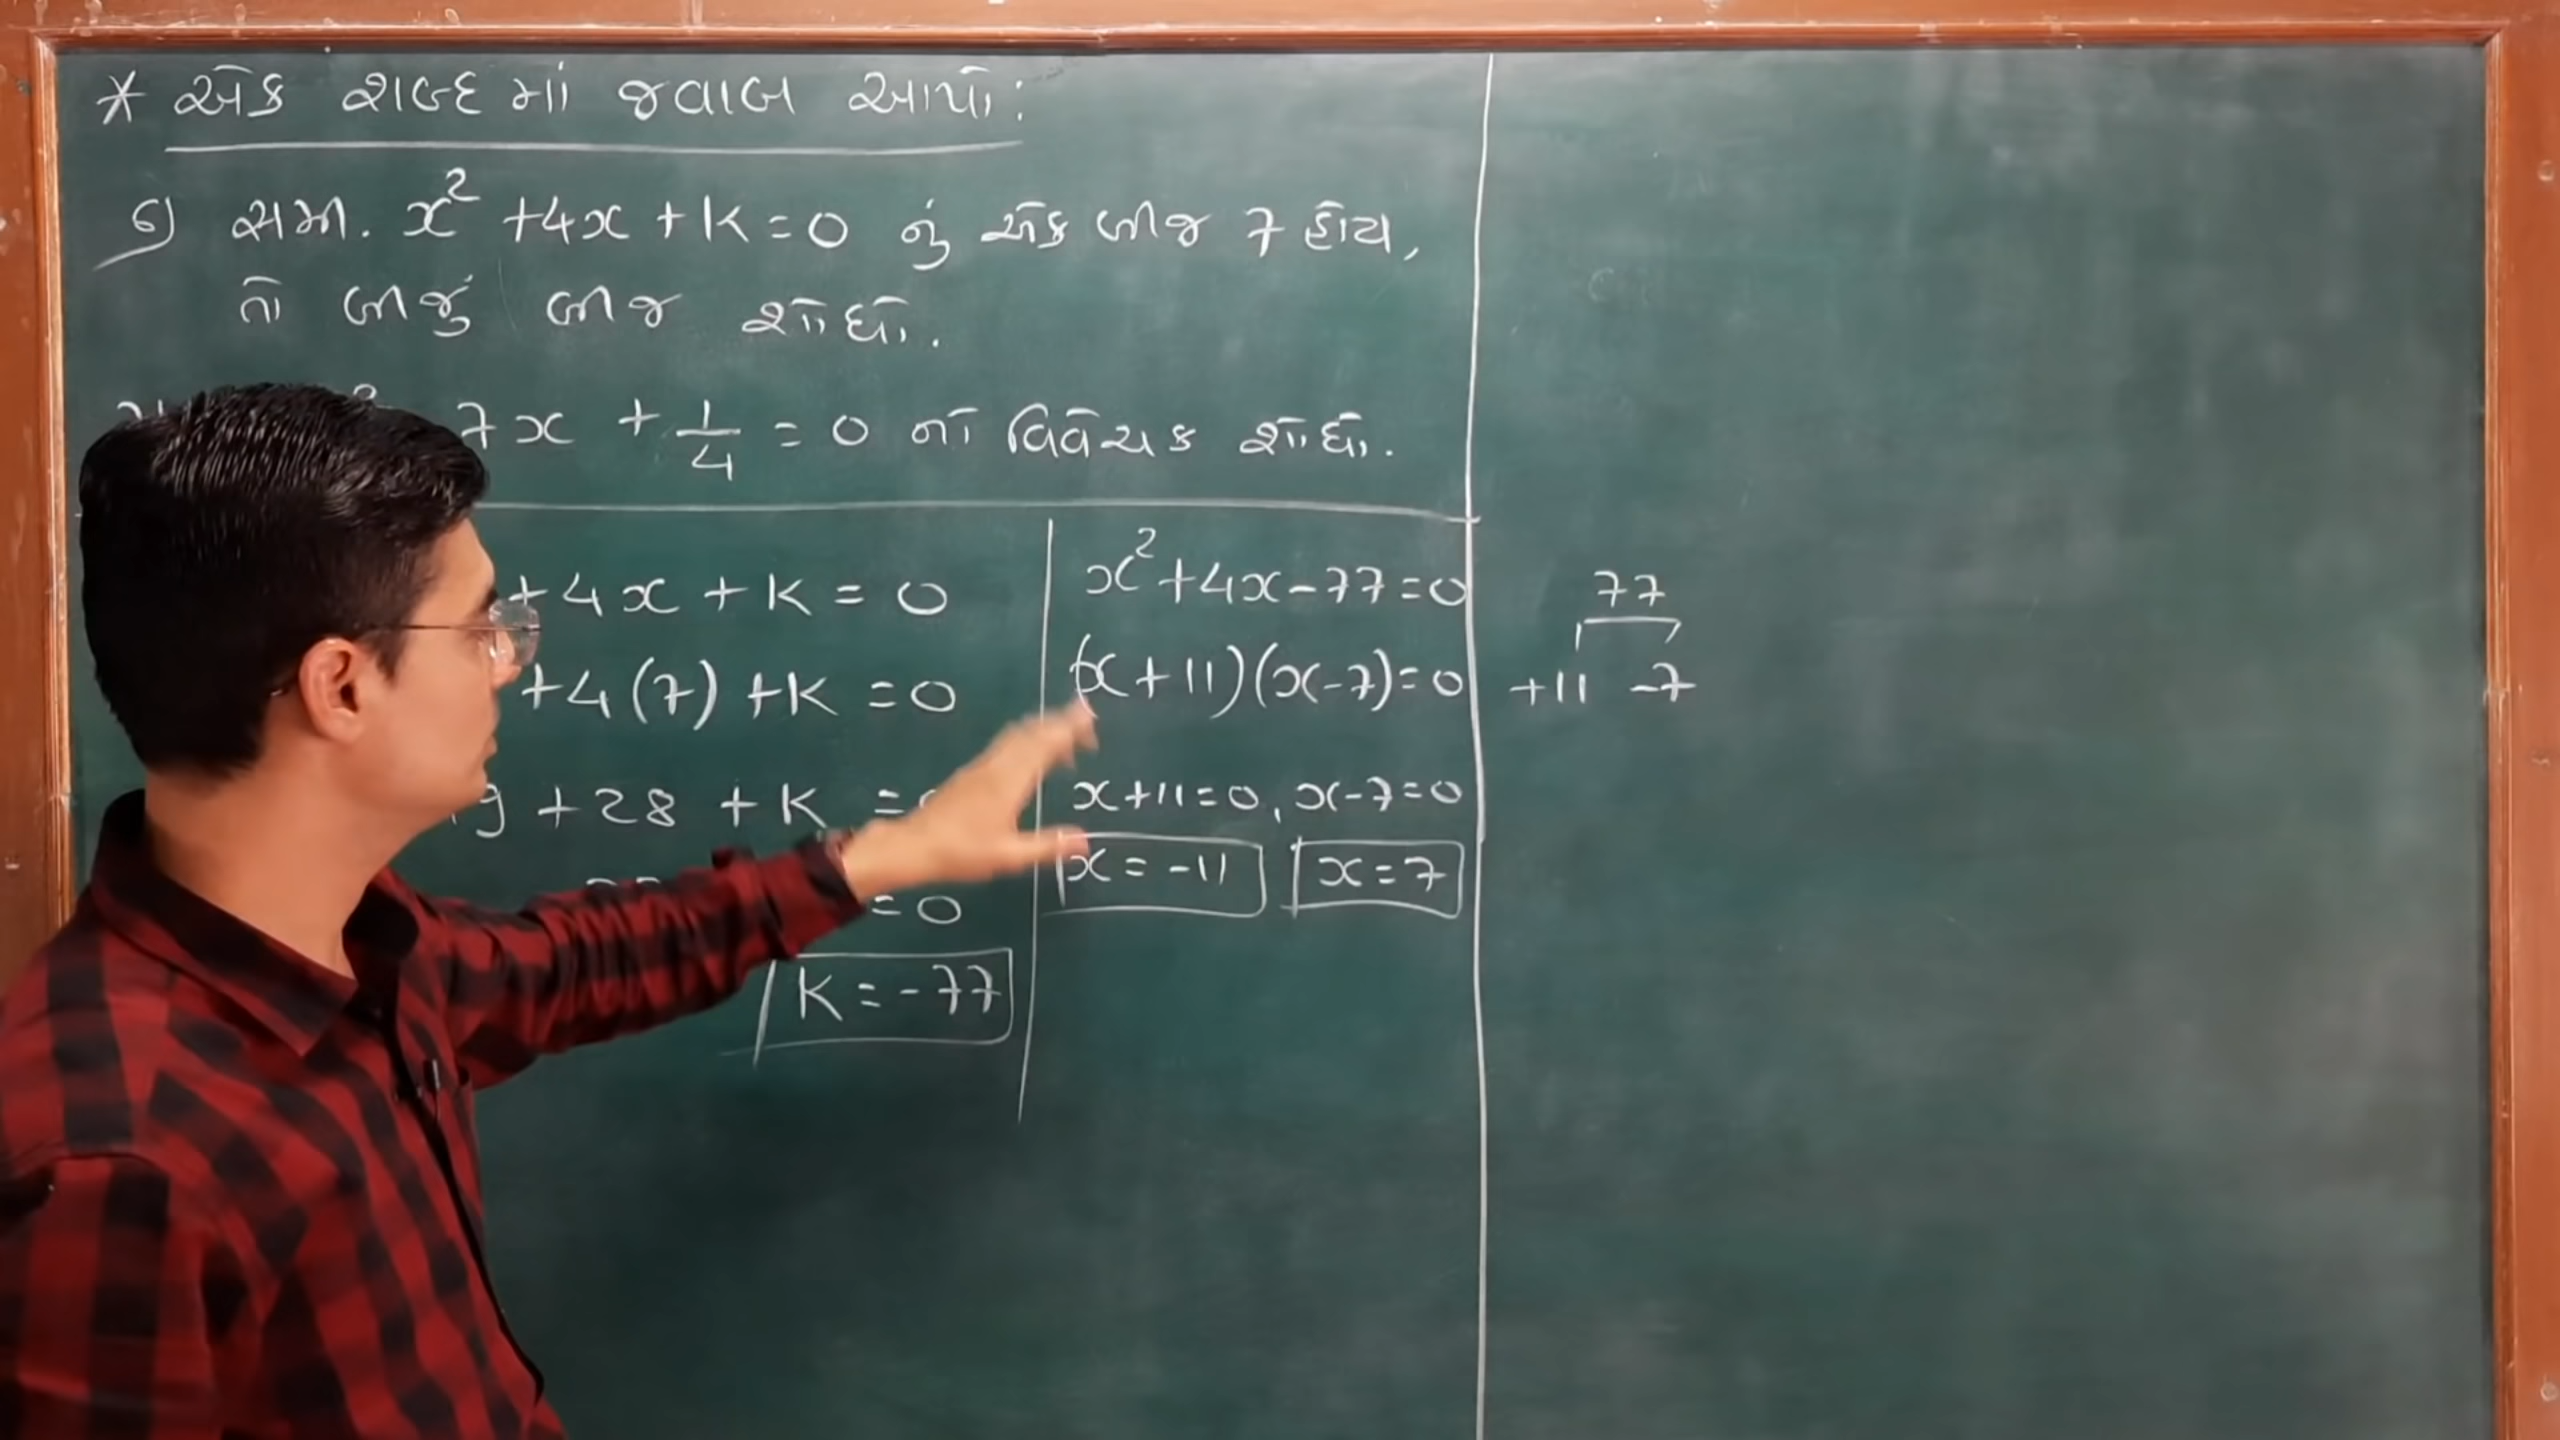 * એક શબ્દમાં જવાબ આપો:
૬) સમી. x² + 4x + K = 0 નું એક બીજ 7 હોય,
તો બીજું બીજ શોધો.
7x + 1/4 = 0 નો વિવેચક શોધો.
+ 4x + K = 0
+ 4(7) + K = 0
+ 28 + K =
= 0
K = -77
x² + 4x - 77 = 0
(x + 11)(x - 7) = 0
x + 11 = 0, x - 7 = 0
x = -11 x = 7
77
+11 -7